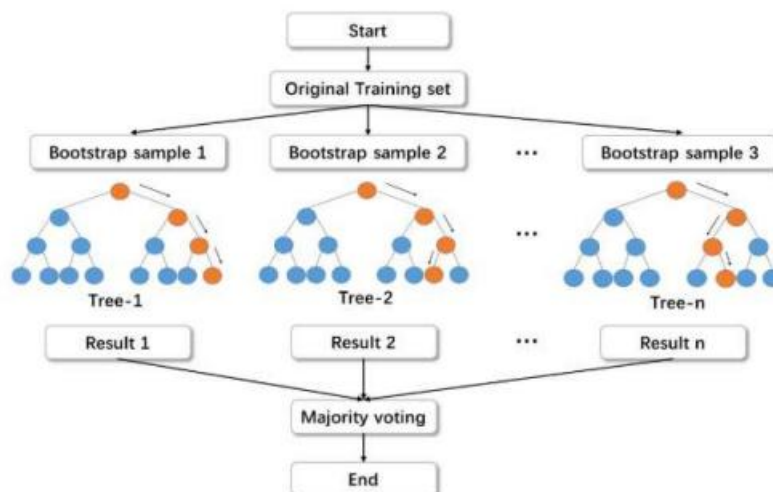 Start
Original Training set
Bootstrap sample 1 Bootstrap sample 2 ... Bootstrap sample 3
...
Tree-1 Tree-2 Tree-n
Result 1 Result 2 ... Result n
Majority voting
End